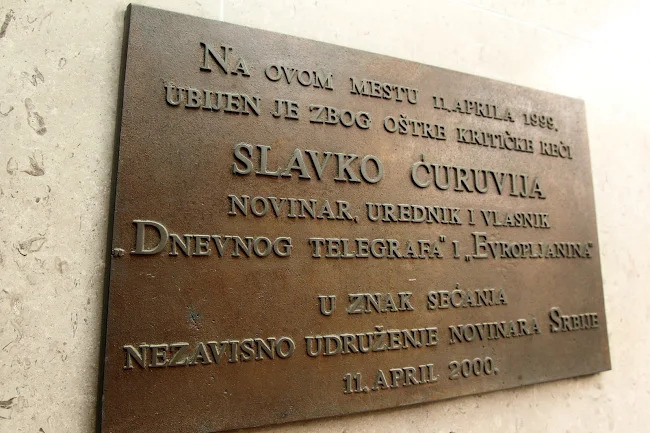 NA OVOM MESTU 11. APRILA 1999.
UBIJEN JE ZBOG OŠTRE KRITIČKE REČI
SLAVKO ĆURUVIJA
NOVINAR, UREDNIK I VLASNIK
„DNEVNOG TELEGRAFA" I „EVROPLJANINA"
U ZNAK SEĆANJA
NEZAVISNO UDRUŽENJE NOVINARA SRBIJE
11. APRIL 2000.